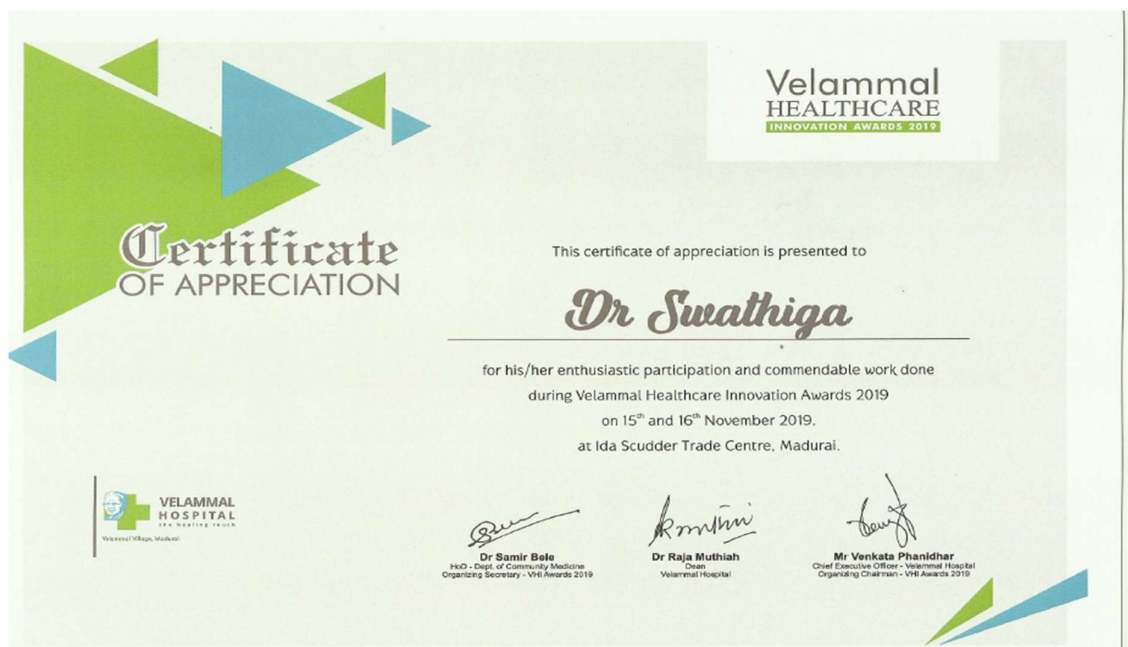 Velammal
HEALTHCARE
INNOVATION AWARDS 2019
Certificate
OF APPRECIATION
This certificate of appreciation is presented to
Dr Swathiga
for his/her enthusiastic participation and commendable work done
during Velammal Healthcare Innovation Awards 2019
on 15th and 16th November 2019.
at Ida Scudder Trade Centre, Madurai.
VELAMMAL
HOSPITAL
the healing touch
Velammal Village, Madurai
Dr Samir Bele
HoD - Dept. of Community Medicine
Organizing Secretary - VHI Awards 2019
Dr Raja Muthiah
Dean
Velammal Hospital
Mr Venkata Phanidhar
Chief Executive Officer - Velammal Hospital
Organizing Chairman - VHI Awards 2019